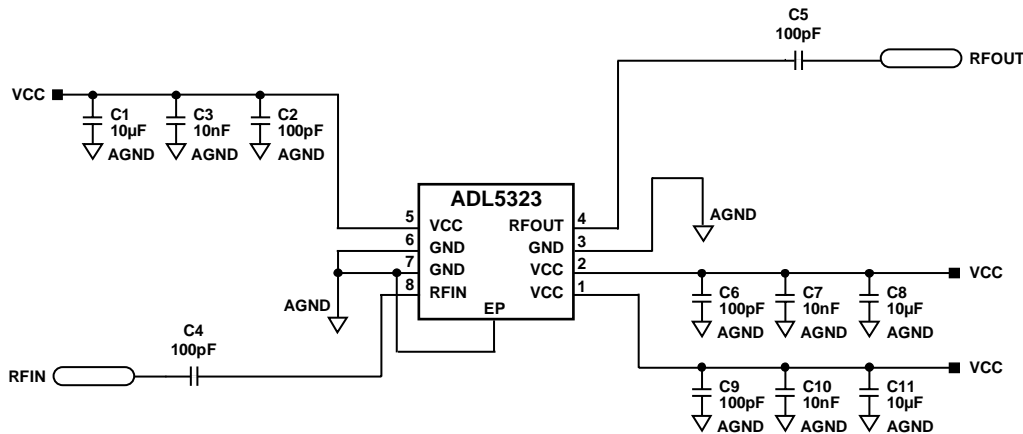 C5
100pF
RFOUT
VCC
C1
10µF
AGND
C3
10nF
AGND
C2
100pF
AGND
ADL5323
5
VCC
6
GND
7
GND
8
RFIN
RFOUT
4
GND
3
VCC
2
VCC
1
EP
AGND
AGND
VCC
C6
100pF
AGND
C7
10nF
AGND
C8
10µF
AGND
C4
100pF
RFIN
VCC
C9
100pF
AGND
C10
10nF
AGND
C11
10µF
AGND